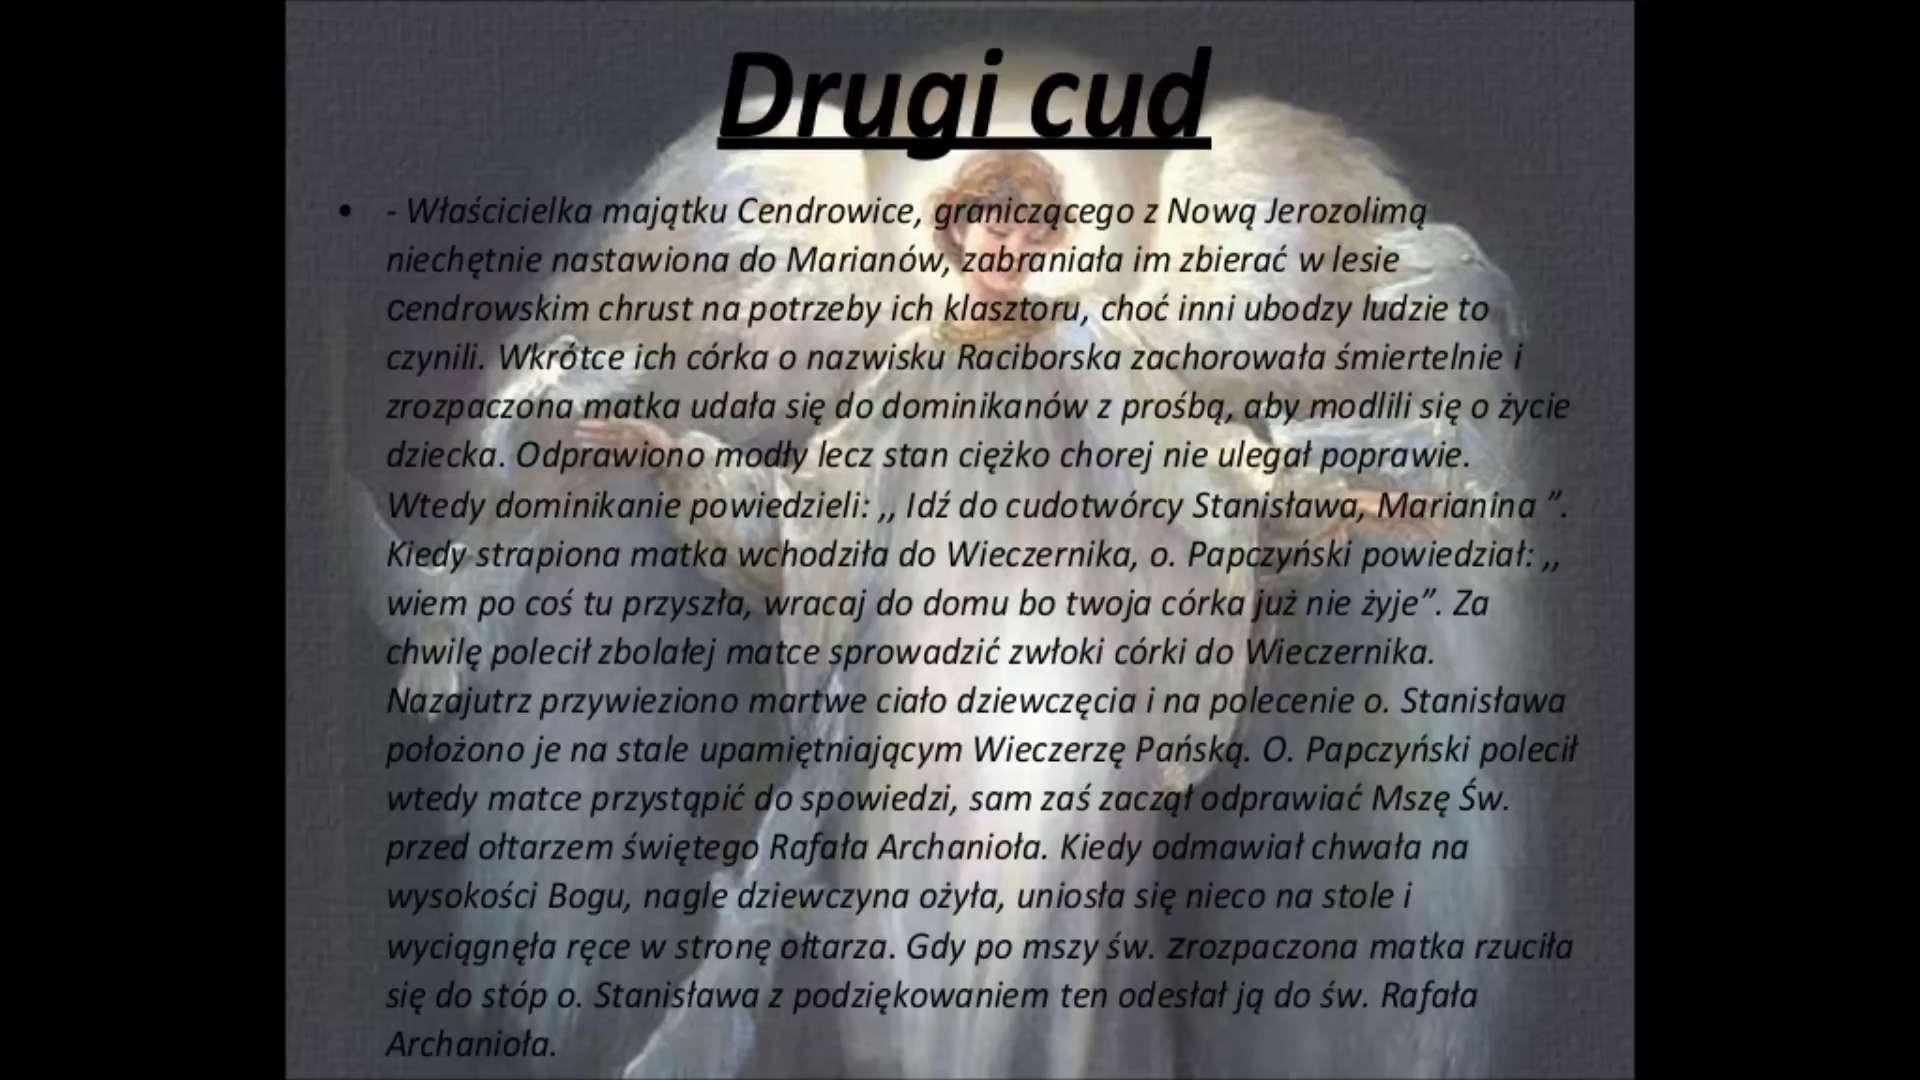 Drugi cud
• - Właścicielka majątku Cendrowice, graniczącego z Nową Jerozolimą
niechętnie nastawiona do Marianów, zabraniała im zbierać w lesie
cendrowskim chrust na potrzeby ich klasztoru, choć inni ubodzy ludzie to
czynili. Wkrótce ich córka o nazwisku Raciborska zachorowała śmiertelnie i
zrozpaczona matka udała się do dominikanów z prośbą, aby modlili się o życie
dziecka. Odprawiono modły lecz stan ciężko chorej nie ulegał poprawie.
Wtedy dominikanie powiedzieli: ,, Idź do cudotwórcy Stanisława, Marianina ”.
Kiedy strapiona matka wchodziła do Wieczernika, o. Papczyński powiedział: ,,
wiem po coś tu przyszła, wracaj do domu bo twoja córka już nie żyje”. Za
chwilę polecił zbolałej matce sprowadzić zwłoki córki do Wieczernika.
Nazajutrz przywieziono martwe ciało dziewczęcia i na polecenie o. Stanisława
położono je na stale upamiętniającym Wieczerzę Pańską. O. Papczyński polecił
wtedy matce przystąpić do spowiedzi, sam zaś zaczął odprawiać Mszę Św.
przed ołtarzem świętego Rafała Archanioła. Kiedy odmawiał chwała na
wysokości Bogu, nagle dziewczyna ożyła, uniosła się nieco na stole i
wyciągnęła ręce w stronę ołtarza. Gdy po mszy św. zrozpaczona matka rzuciła
się do stóp o. Stanisława z podziękowaniem ten odesłał ją do św. Rafała
Archanioła.